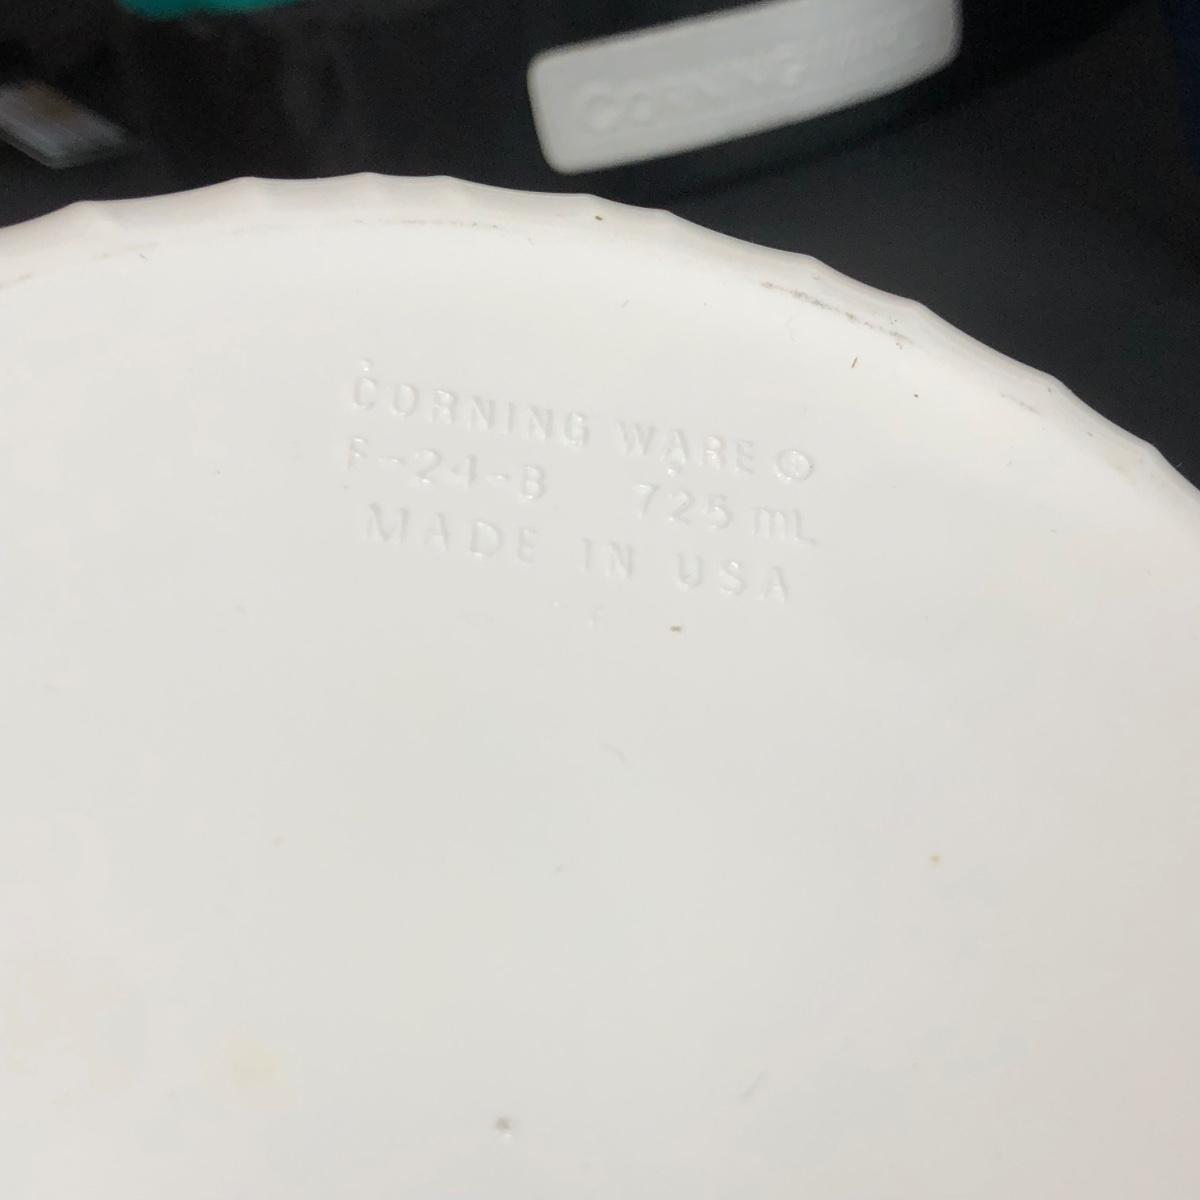 CORNING WARE ®
F-24-B 725 mL
MADE IN USA